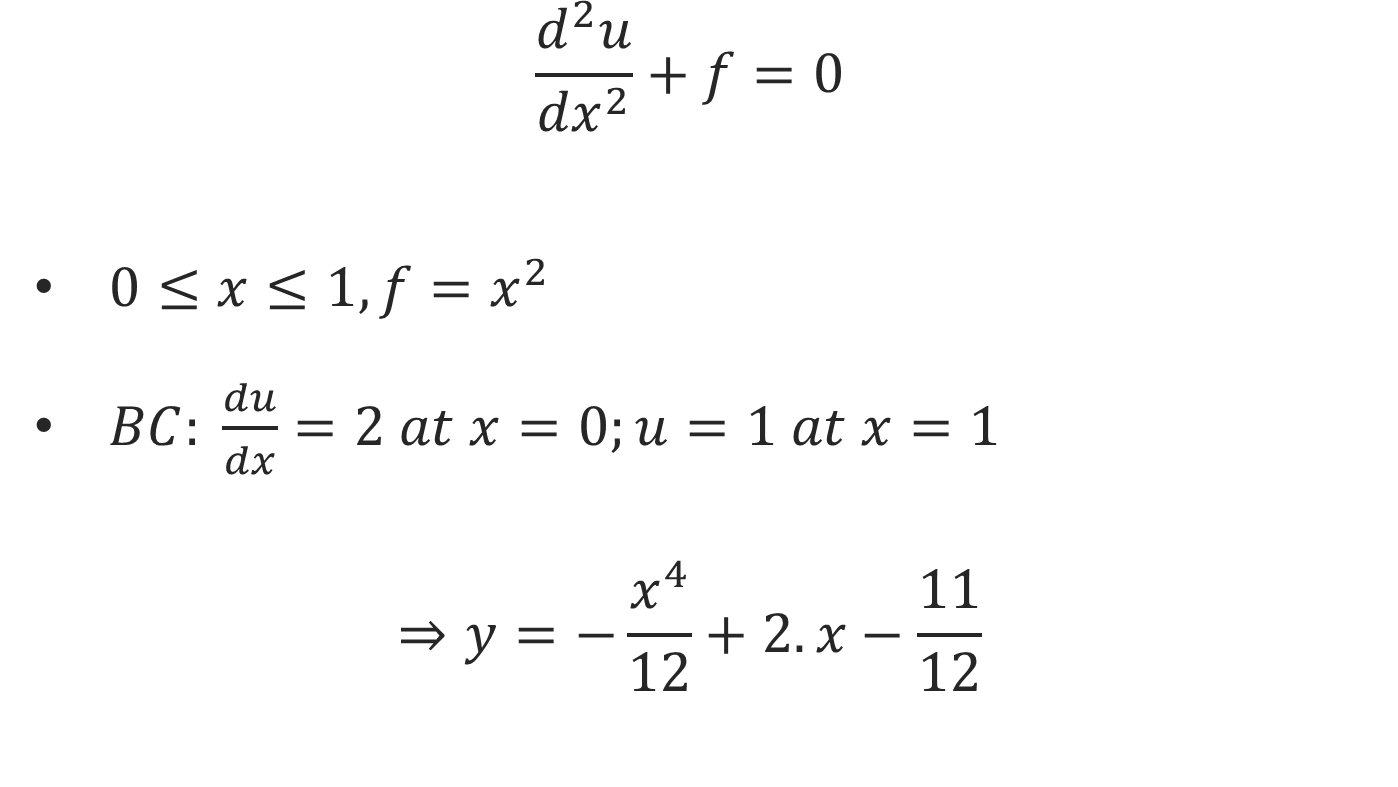 d²u/dx² + f = 0
• 0 ≤ x ≤ 1, f = x²
• BC: du/dx = 2 at x = 0; u = 1 at x = 1
⇒ y = −x⁴/12 + 2. x − 11/12